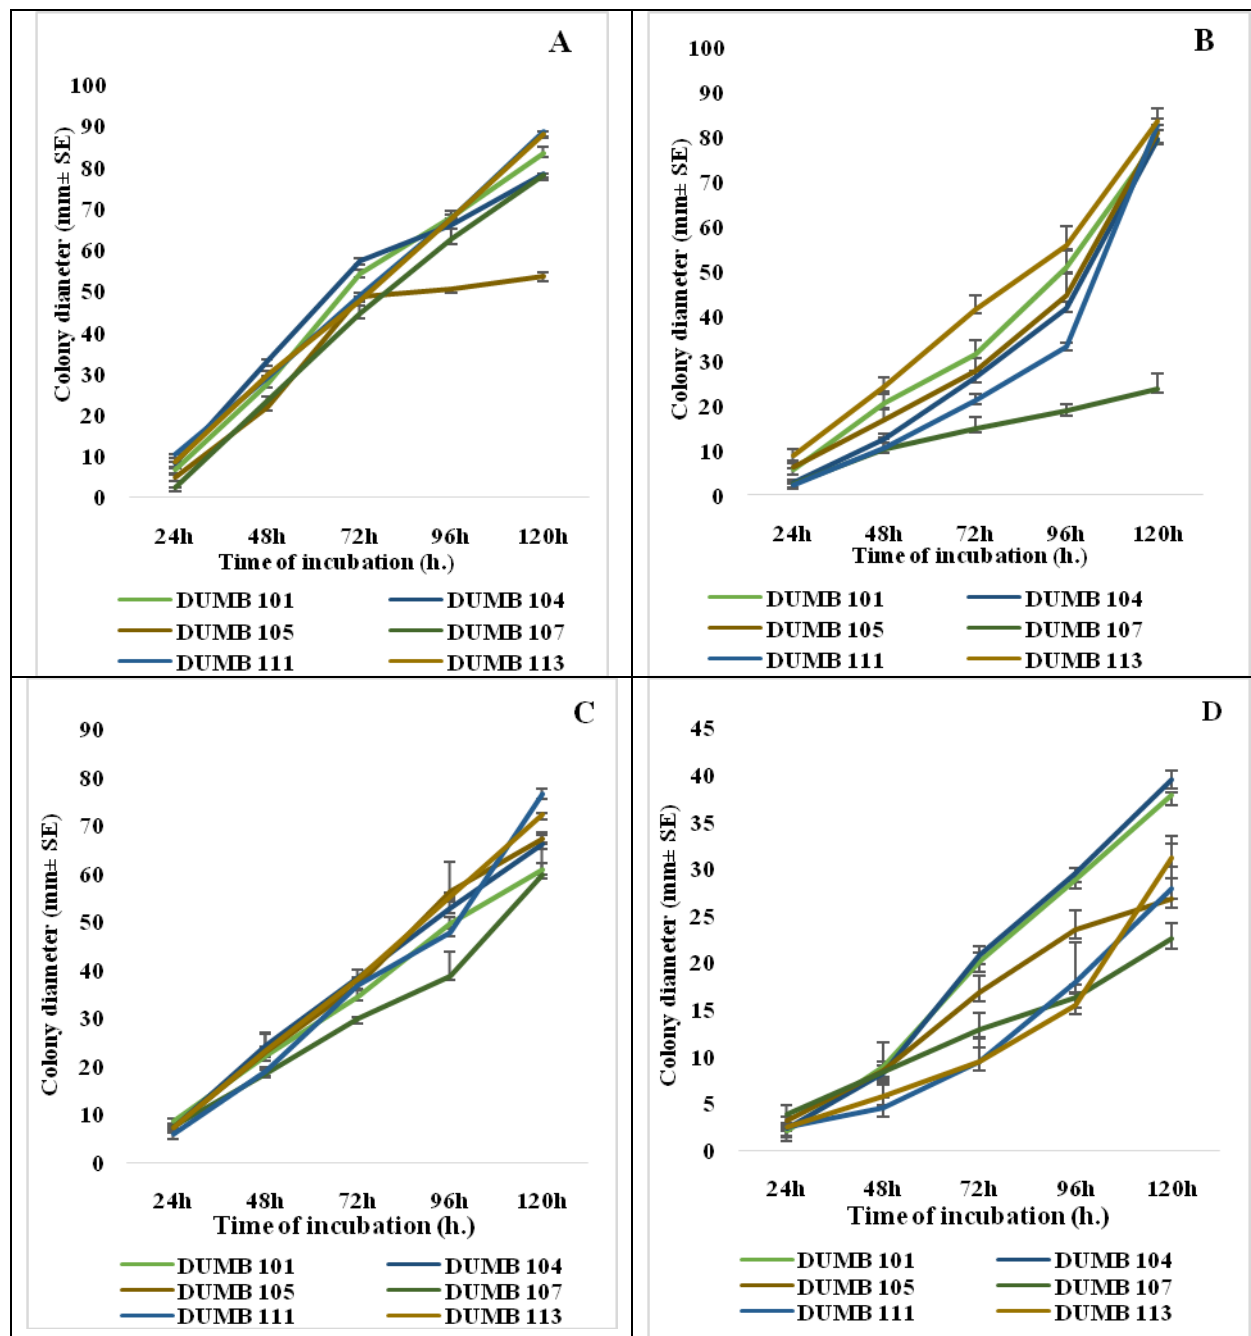 A
100
90
80
70
60
50
40
30
20
10
0
Colony diameter (mm± SE)
24h 48h 72h 96h 120h
Time of incubation (h.)
DUMB 101 DUMB 104
DUMB 105 DUMB 107
DUMB 111 DUMB 113
B
100
90
80
70
60
50
40
30
20
10
0
Colony diameter (mm± SE)
24h 48h 72h 96h 120h
Time of incubation (h.)
DUMB 101 DUMB 104
DUMB 105 DUMB 107
DUMB 111 DUMB 113
C
90
80
70
60
50
40
30
20
10
0
Colony diameter (mm± SE)
24h 48h 72h 96h 120h
Time of incubation (h.)
DUMB 101 DUMB 104
DUMB 105 DUMB 107
DUMB 111 DUMB 113
D
45
40
35
30
25
20
15
10
5
0
Colony diameter (mm± SE)
24h 48h 72h 96h 120h
Time of incubation (h.)
DUMB 101 DUMB 104
DUMB 105 DUMB 107
DUMB 111 DUMB 113